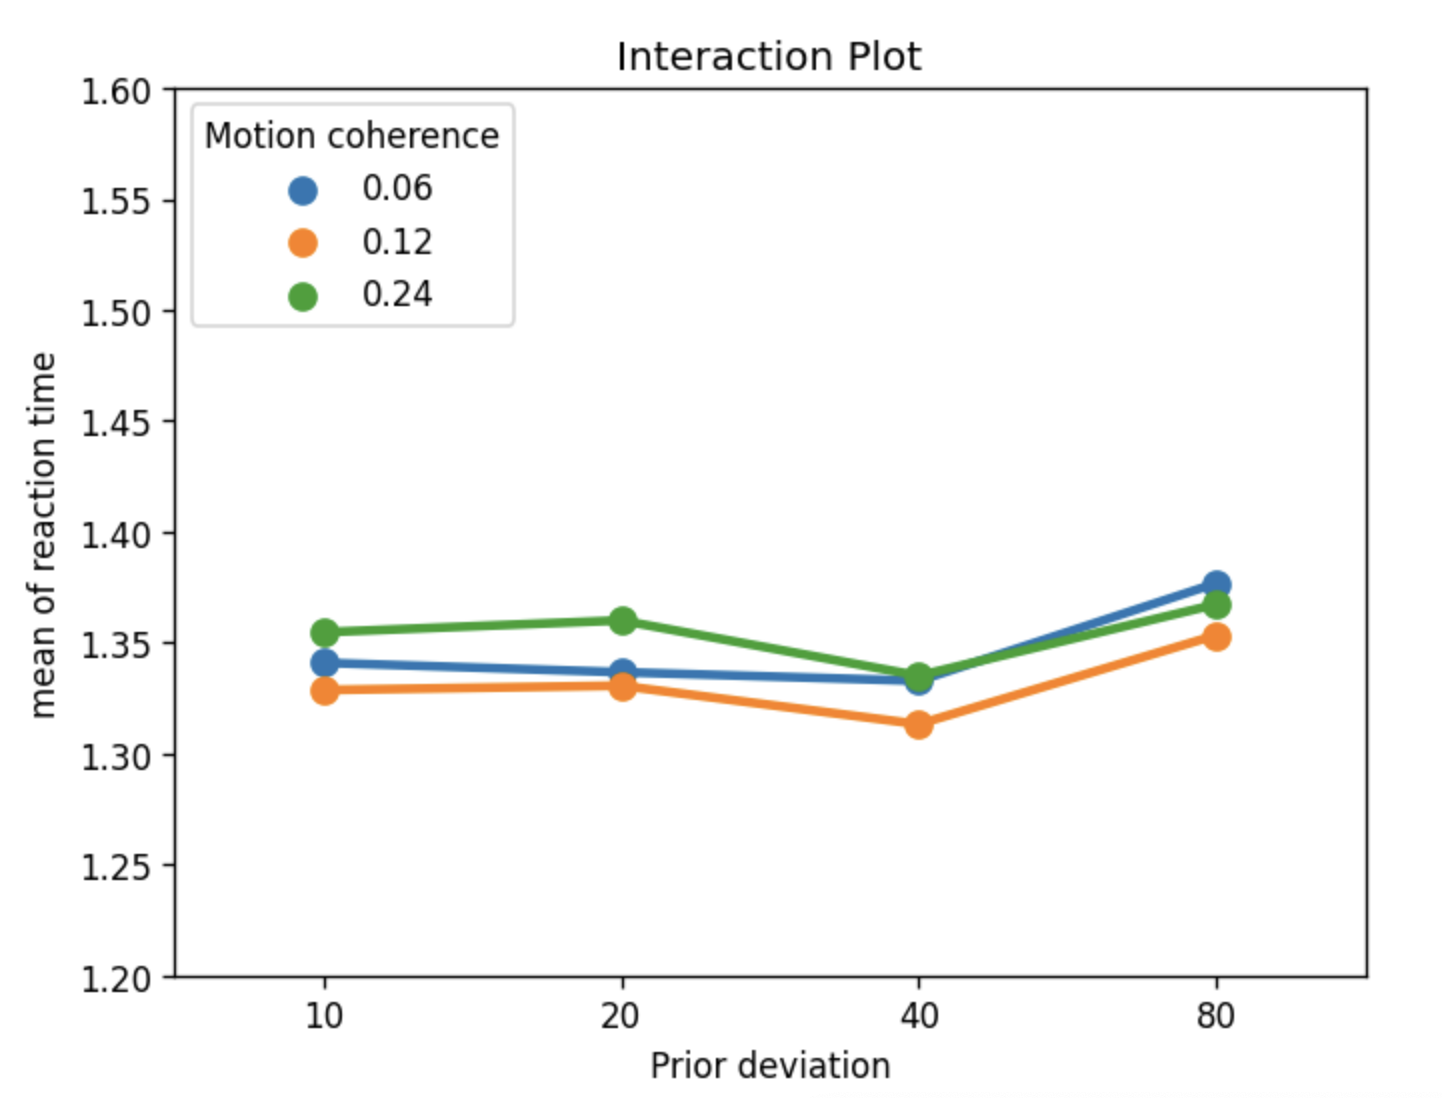 Interaction Plot
1.60
1.55
1.50
1.45
1.40
1.35
1.30
1.25
1.20
mean of reaction time
Motion coherence
0.06
0.12
0.24
10 20 40 80
Prior deviation